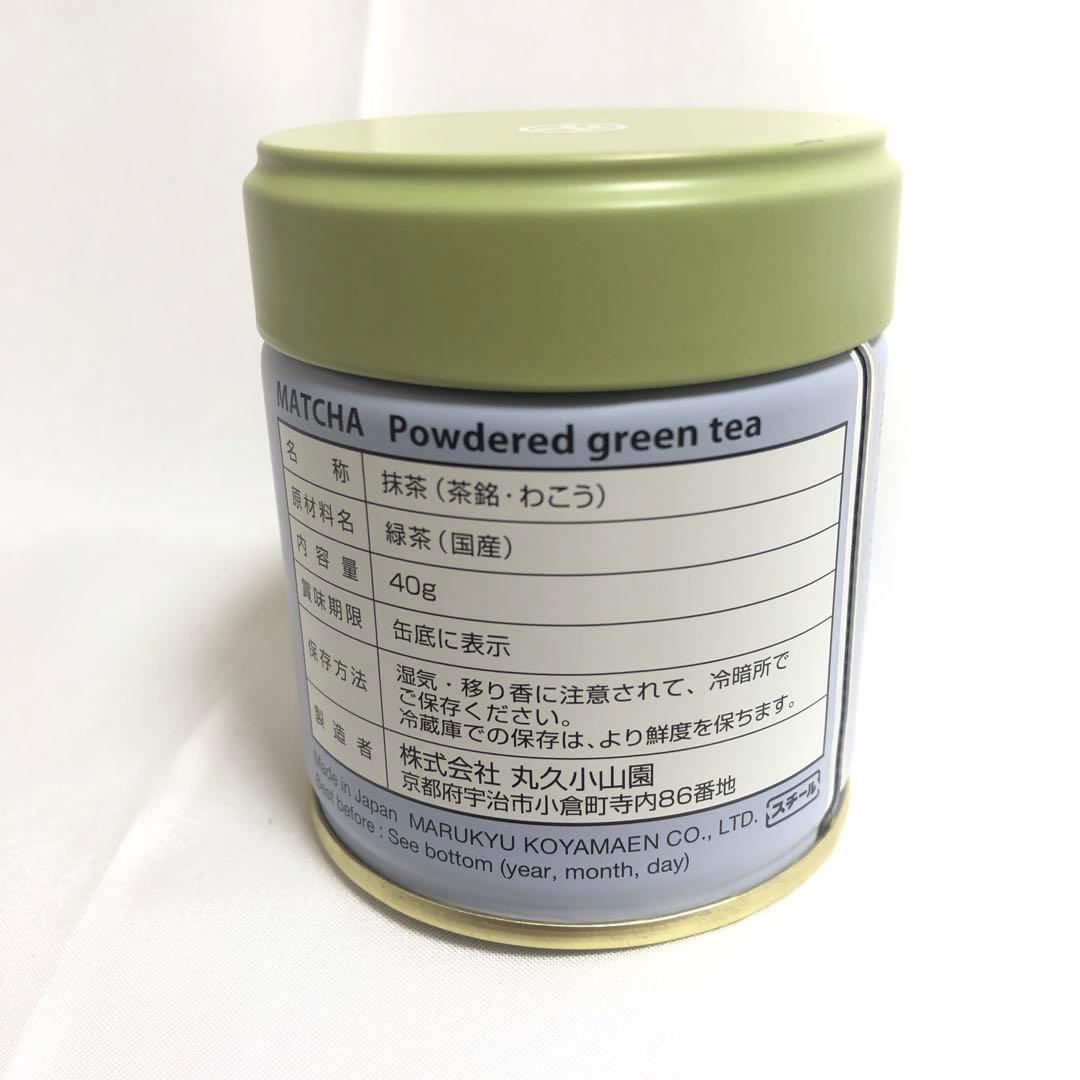 MATCHA Powdered green tea
名称 抹茶(茶銘・わこう)
原材料名 緑茶(国産)
内容量 40g
賞味期限 缶底に表示
保存方法 湿気・移り香に注意されて、冷暗所で
ご保存ください。
冷蔵庫での保存は、より鮮度を保ちます。
製造者 株式会社 丸久小山園
京都府宇治市小倉町寺内86番地
Made in Japan MARUKYU KOYAMAEN CO., LTD.
スチール
Best before : See bottom (year, month, day)